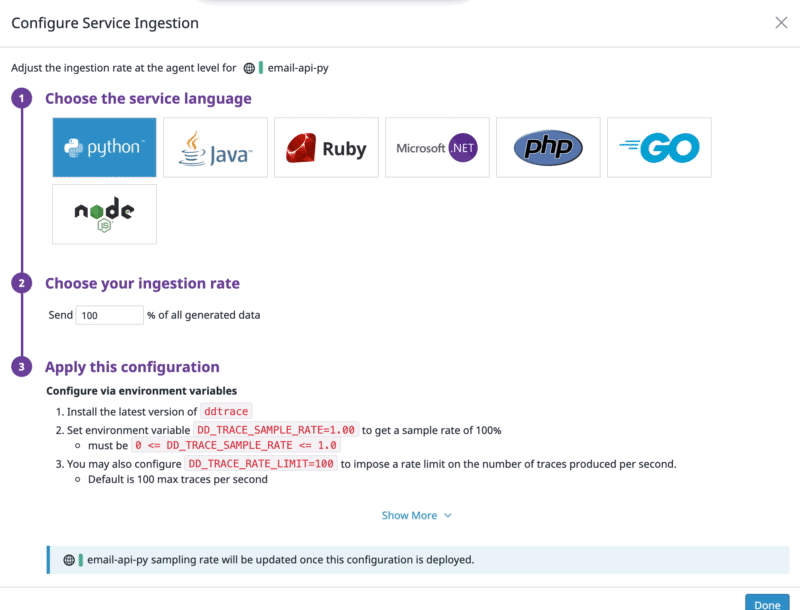 Configure Service Ingestion
Adjust the ingestion rate at the agent level for email-api-py
1 Choose the service language
python™ Java™ Ruby Microsoft .NET php GO
node JS
2 Choose your ingestion rate
Send 100 % of all generated data
3 Apply this configuration
Configure via environment variables
1. Install the latest version of ddtrace
2. Set environment variable DD_TRACE_SAMPLE_RATE=1.00 to get a sample rate of 100%
must be 0 <= DD_TRACE_SAMPLE_RATE <= 1.0
3. You may also configure DD_TRACE_RATE_LIMIT=100 to impose a rate limit on the number of traces produced per second.
Default is 100 max traces per second
Show More
email-api-py sampling rate will be updated once this configuration is deployed.
Done